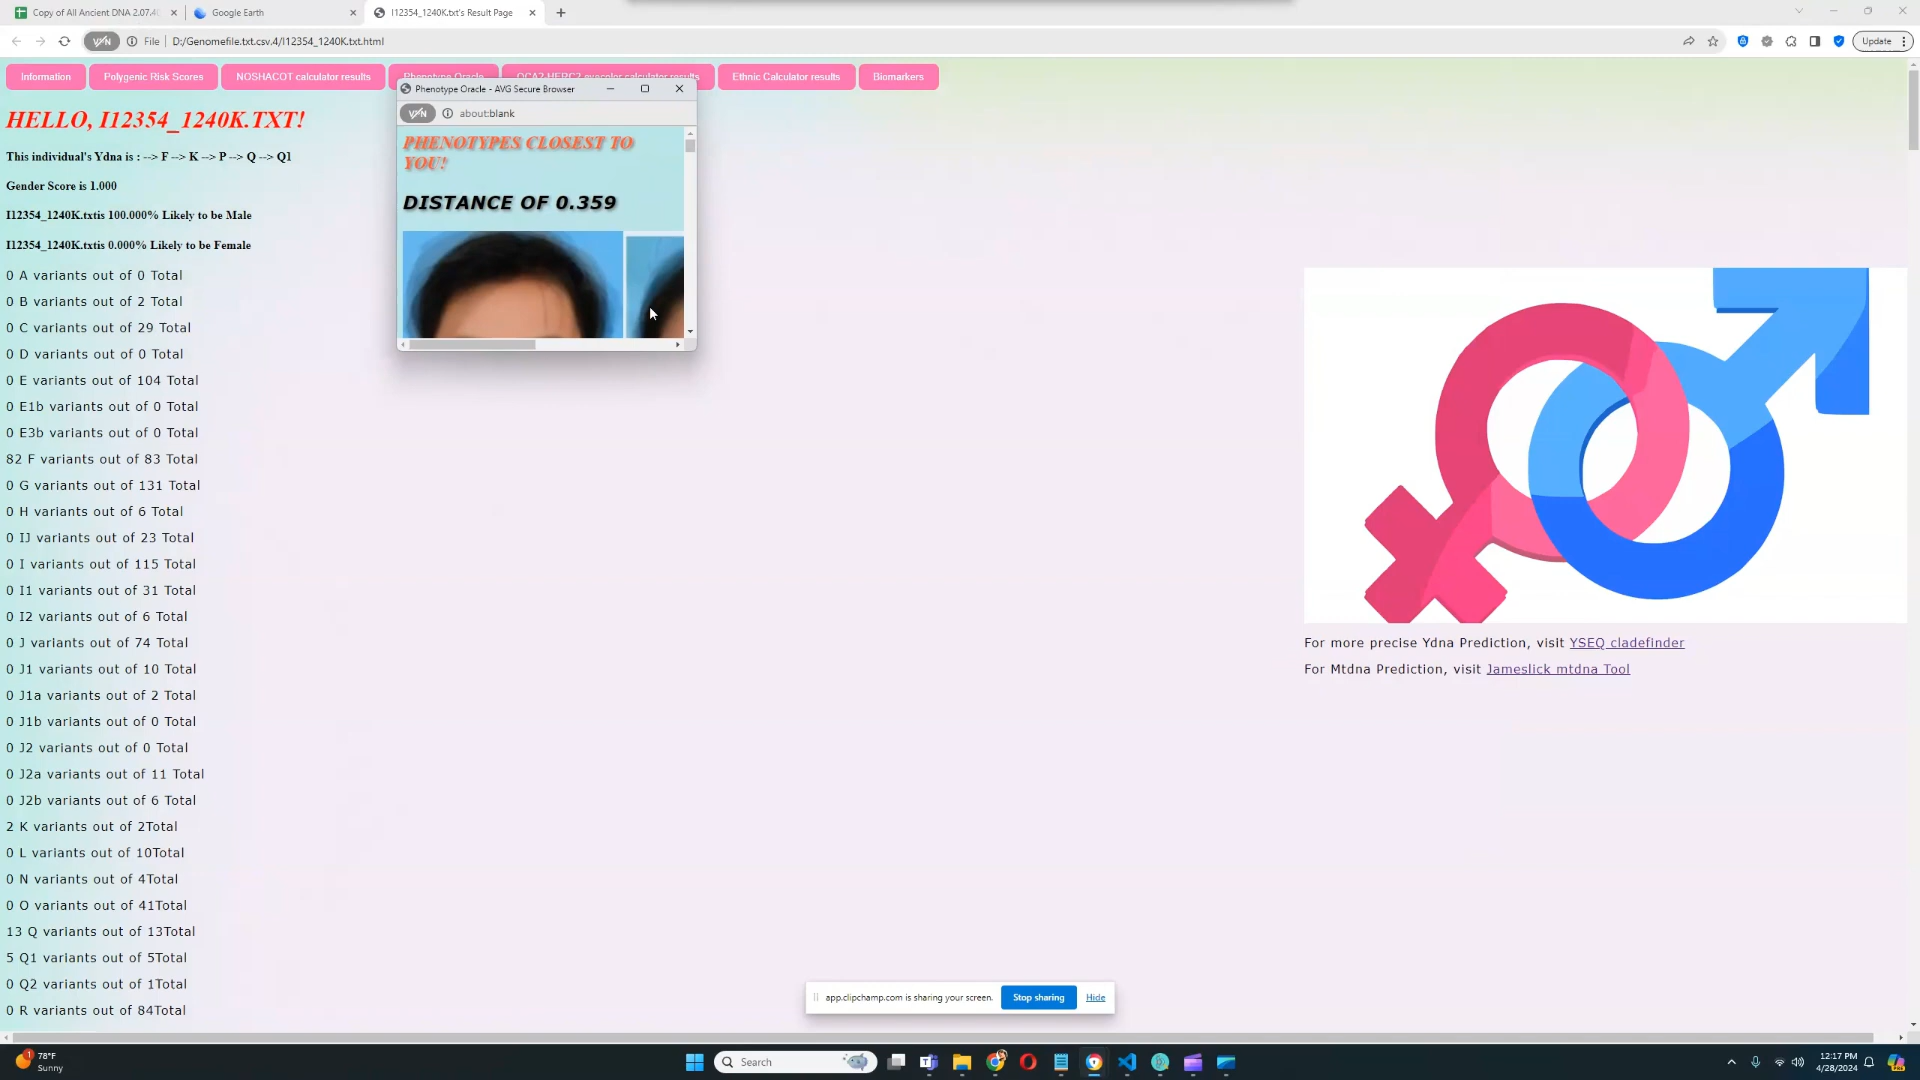 Copy of All Ancient DNA 2.07.4
Google Earth
I12354_1240K.txt's Result Page
File
D:/Genomefile.txt.csv.4/I12354_1240K.txt.html
Update
Information
Polygenic Risk Scores
NOSHACOT calculator results
Phenotype Oracle
OCA2-HERC2 eyecolor calculator results
Ethnic Calculator results
Biomarkers
Phenotype Oracle - AVG Secure Browser
about:blank
PHENOTYPES CLOSEST TO
YOU!
DISTANCE OF 0.359
HELLO, I12354_1240K.TXT!
This individual's Ydna is : --> F --> K --> P --> Q --> Q1
Gender Score is 1.000
I12354_1240K.txtis 100.000% Likely to be Male
I12354_1240K.txtis 0.000% Likely to be Female
0 A variants out of 0 Total
0 B variants out of 2 Total
0 C variants out of 29 Total
0 D variants out of 0 Total
0 E variants out of 104 Total
0 E1b variants out of 0 Total
0 E3b variants out of 0 Total
82 F variants out of 83 Total
0 G variants out of 131 Total
0 H variants out of 6 Total
0 IJ variants out of 23 Total
0 I variants out of 115 Total
0 I1 variants out of 31 Total
0 I2 variants out of 6 Total
0 J variants out of 74 Total
0 J1 variants out of 10 Total
0 J1a variants out of 2 Total
0 J1b variants out of 0 Total
0 J2 variants out of 0 Total
0 J2a variants out of 11 Total
0 J2b variants out of 6 Total
2 K variants out of 2Total
0 L variants out of 10Total
0 N variants out of 4Total
0 O variants out of 41Total
13 Q variants out of 13Total
5 Q1 variants out of 5Total
0 Q2 variants out of 1Total
0 R variants out of 84Total
For more precise Ydna Prediction, visit YSEQ cladefinder
For Mtdna Prediction, visit Jameslick mtdna Tool
app.clipchamp.com is sharing your screen.
Stop sharing
Hide
78°F
Sunny
Search
12:17 PM
4/28/2024